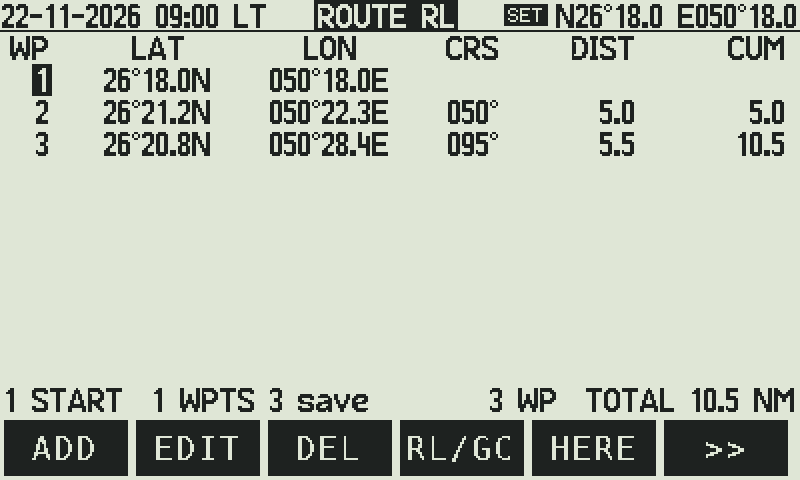 22-11-2026 09:00 LT ROUTE RL SET N26°18.0 E050°18.0
WP LAT LON CRS DIST CUM
1 26°18.0N 050°18.0E
2 26°21.2N 050°22.3E 050° 5.0 5.0
3 26°20.8N 050°28.4E 095° 5.5 10.5
1 START 1 WPTS 3 save 3 WP TOTAL 10.5 NM
ADD EDIT DEL RL/GC HERE >>